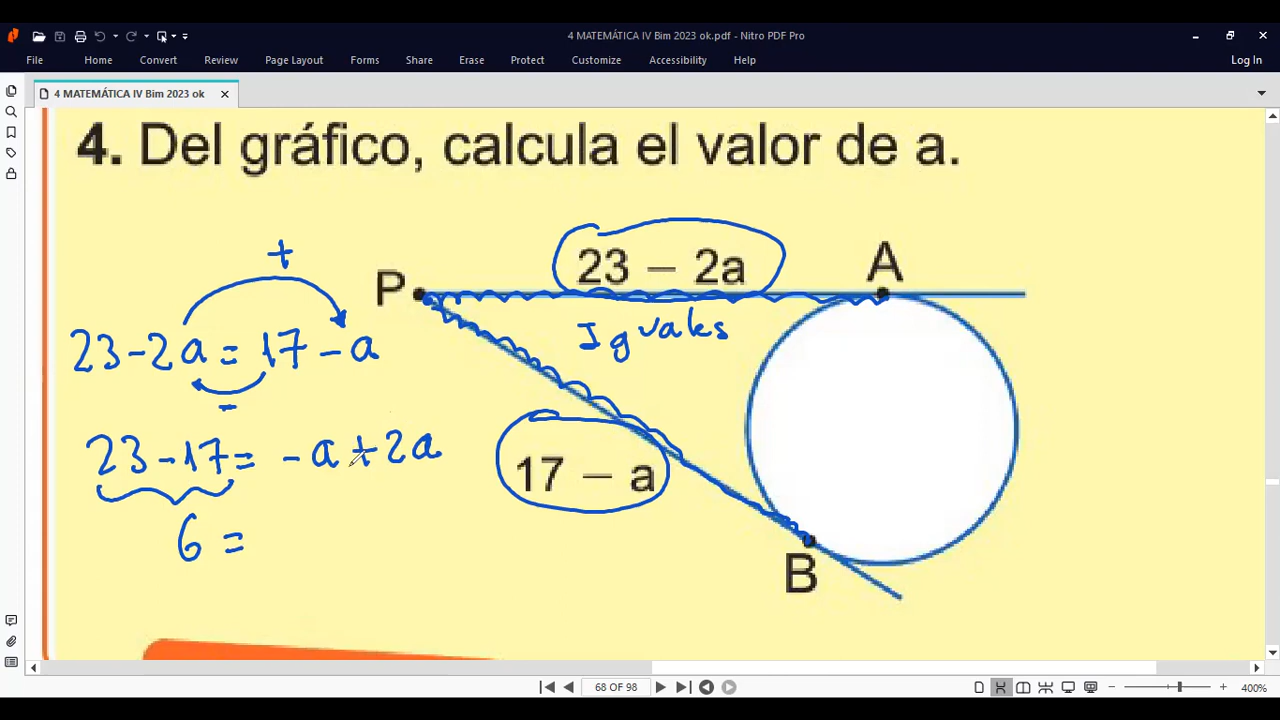 4 MATEMÁTICA IV Bim 2023 ok.pdf - Nitro PDF Pro
File Home Convert Review Page Layout Forms Share Erase Protect Customize Accessibility Help Log In
4 MATEMÁTICA IV Bim 2023 ok
4. Del gráfico, calcula el valor de a.
+
23 – 2a
A
P
Iguales
23-2a = 17-a
-
23-17 = -a+2a
17 – a
6 =
B
68 OF 98
400%